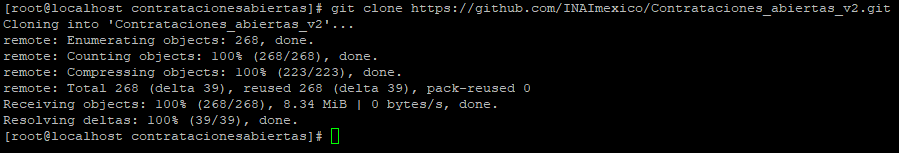 [root@localhost contratacionesabiertas]# git clone https://github.com/INAImexico/Contrataciones_abiertas_v2.git
Cloning into 'Contrataciones_abiertas_v2'...
remote: Enumerating objects: 268, done.
remote: Counting objects: 100% (268/268), done.
remote: Compressing objects: 100% (223/223), done.
remote: Total 268 (delta 39), reused 268 (delta 39), pack-reused 0
Receiving objects: 100% (268/268), 8.34 MiB | 0 bytes/s, done.
Resolving deltas: 100% (39/39), done.
[root@localhost contratacionesabiertas]#